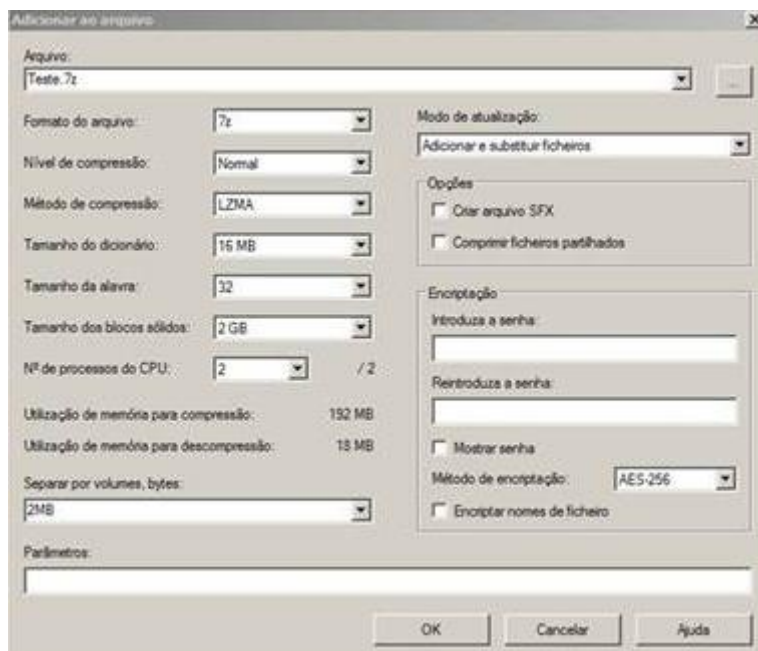 Adicionar ao arquivo
Arquivo:
Teste.7z
...
Formato do arquivo: 7z
Nível de compressão: Normal
Método de compressão: LZMA
Tamanho do dicionário: 16 MB
Tamanho da alavra: 32
Tamanho dos blocos sólidos: 2 GB
Nº de processos do CPU: 2 / 2
Utilização de memória para compressão: 192 MB
Utilização de memória para descompressão: 18 MB
Separar por volumes, bytes:
2MB
Modo de atualização:
Adicionar e substituir ficheiros
Opções
Criar arquivo SFX
Comprimir ficheiros partilhados
Encriptação
Introduza a senha:
Reintroduza a senha:
Mostrar senha
Método de encriptação: AES-256
Encriptar nomes de ficheiro
Parâmetros:
OK Cancelar Ajuda